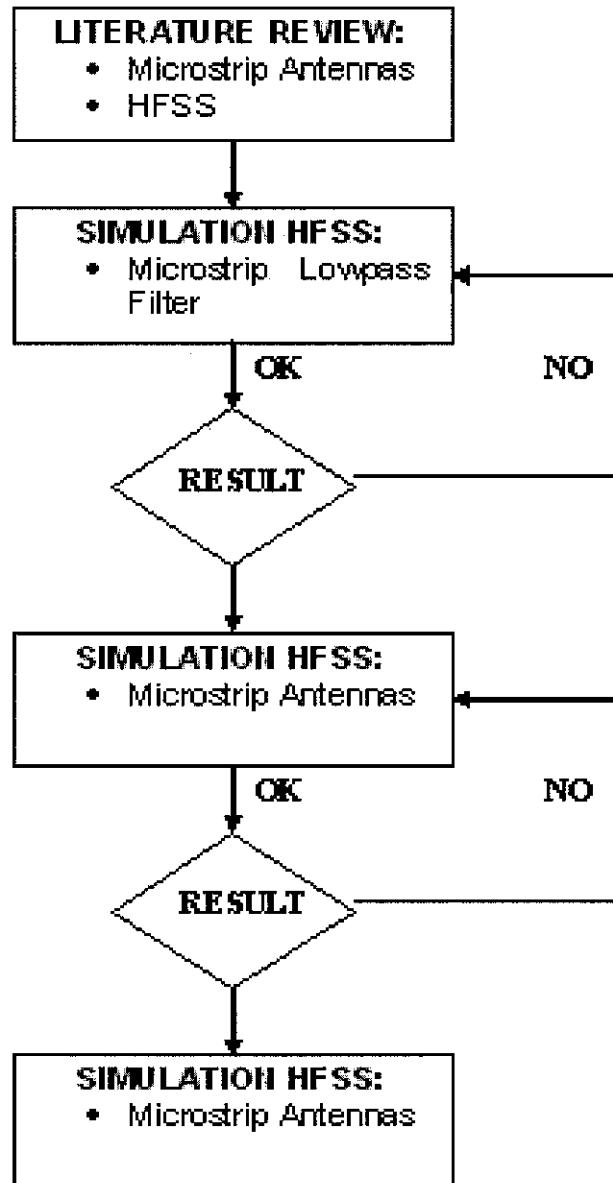 LITERATURE REVIEW:
• Microstrip Antennas
• HFSS
SIMULATION HFSS:
• Microstrip Lowpass
Filter
OK
NO
RESULT
SIMULATION HFSS:
• Microstrip Antennas
OK
NO
RESULT
SIMULATION HFSS:
• Microstrip Antennas